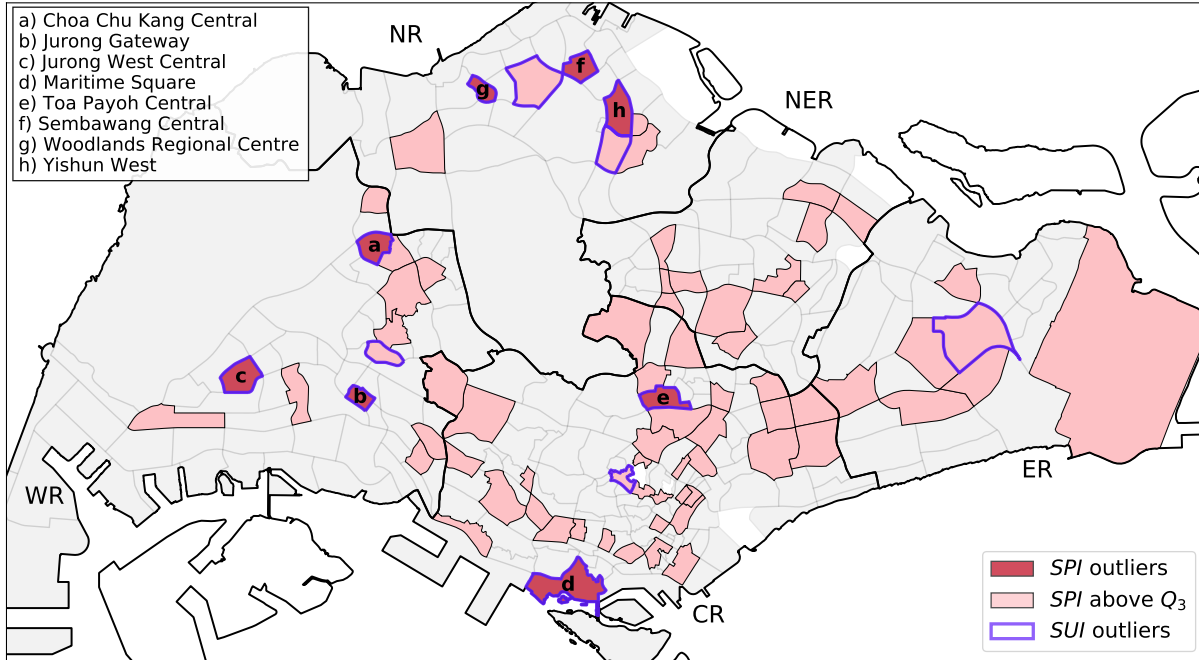 a) Choa Chu Kang Central
b) Jurong Gateway
c) Jurong West Central
d) Maritime Square
e) Toa Payoh Central
f) Sembawang Central
g) Woodlands Regional Centre
h) Yishun West
NR
NER
f
g
h
a
c
b
e
WR
ER
d
CR
SPI outliers
SPI above Q3
SUI outliers